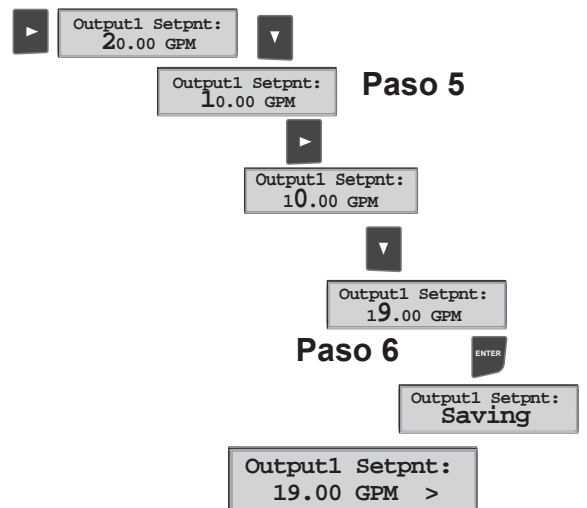 Output1 Setpnt:
20.00 GPM
Output1 Setpnt:
10.00 GPM
Paso 5
Output1 Setpnt:
10.00 GPM
Output1 Setpnt:
19.00 GPM
Paso 6
ENTER
Output1 Setpnt:
Saving
Output1 Setpnt:
19.00 GPM >